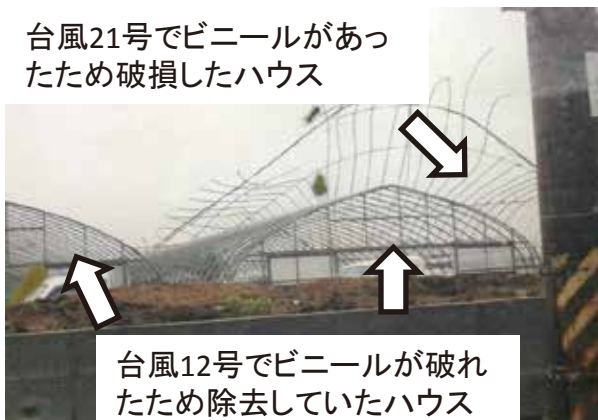 台風21号でビニールがあっ
たため破損したハウス
台風12号でビニールが破れ
たため除去していたハウス